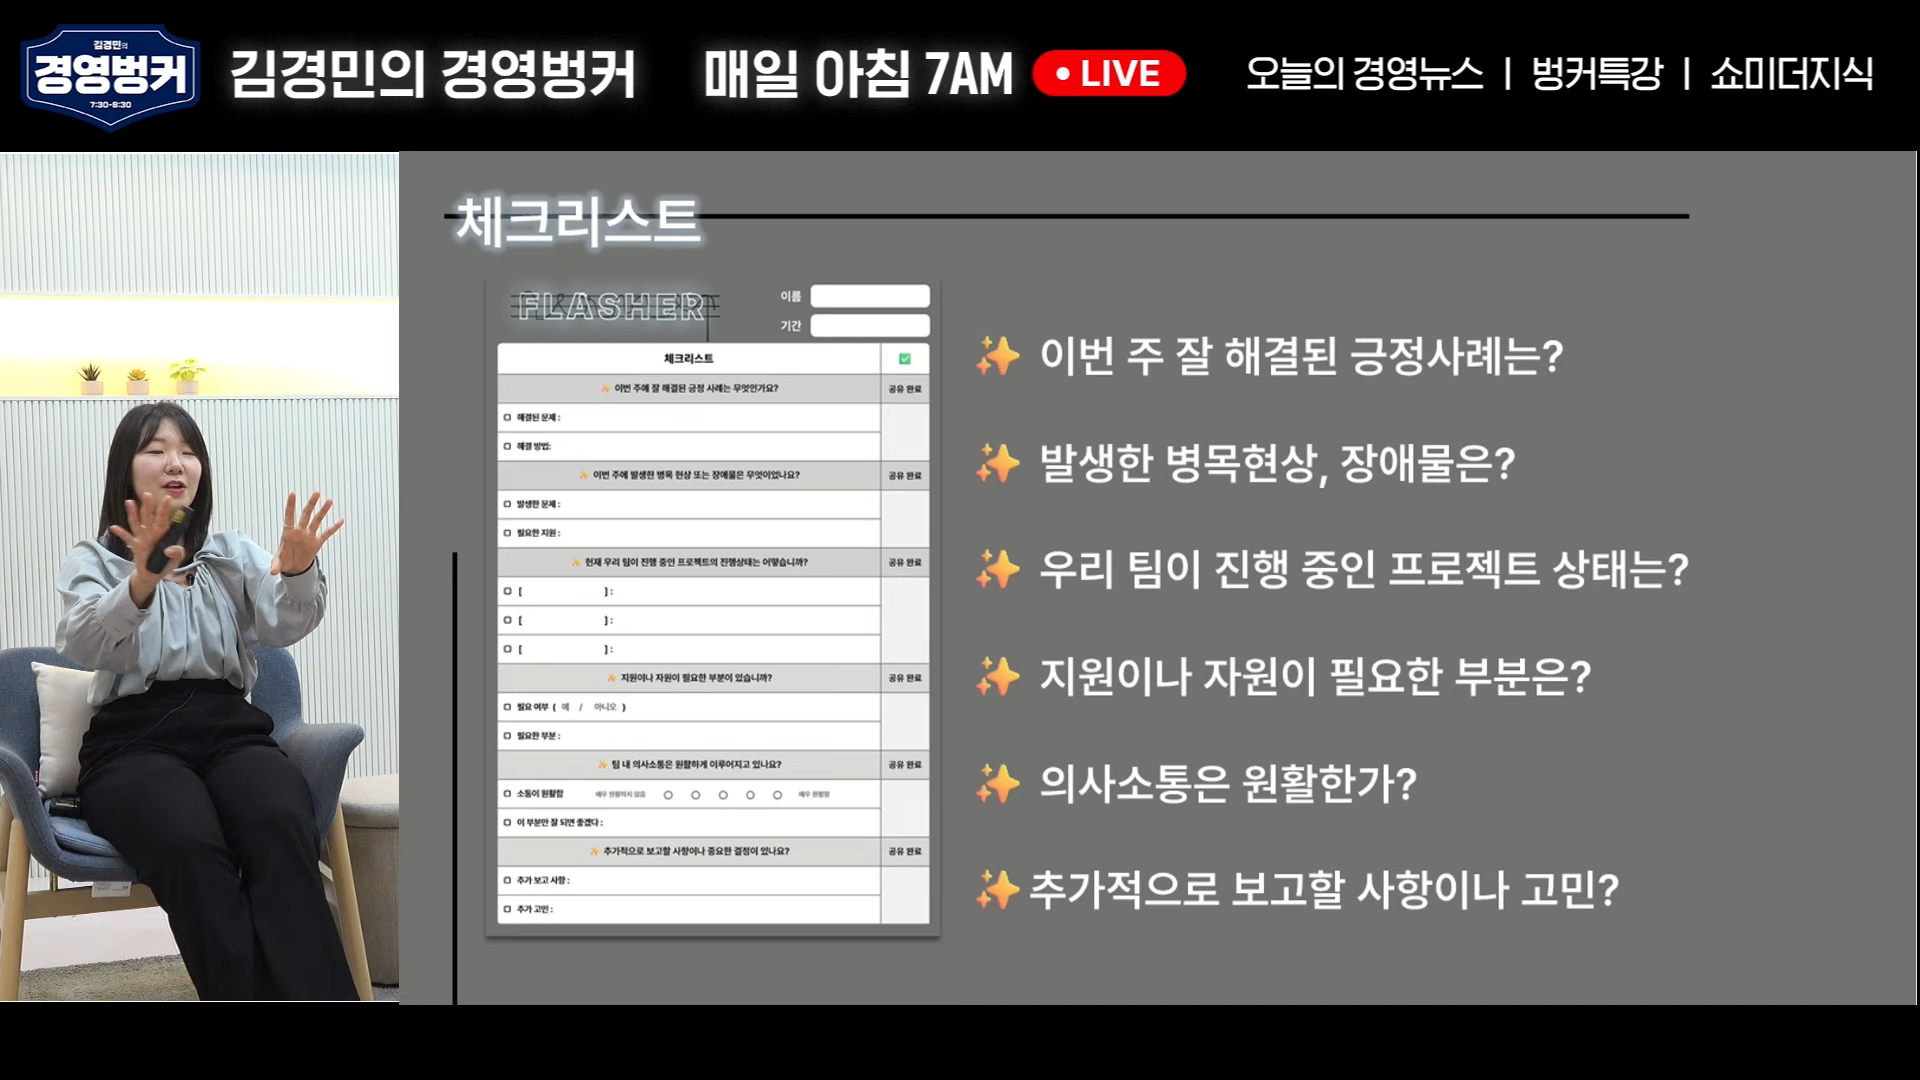 김경민의
경영벙커
7:30-8:30
김경민의 경영벙커 매일 아침 7AM • LIVE 오늘의 경영뉴스 | 벙커특강 | 쇼미더지식
체크리스트
FLASHER
이름
기간
체크리스트
✨ 이번 주에 잘 해결된 긍정 사례는 무엇인가요? 공유 완료
해결된 문제 :
해결 방법:
✨ 이번 주에 발생한 병목 현상 또는 장애물은 무엇이었나요? 공유 완료
발생한 문제 :
필요한 지원 :
✨ 현재 우리 팀이 진행 중인 프로젝트의 진행상태는 어떻습니까? 공유 완료
[ ] :
[ ] :
[ ] :
✨ 지원이나 자원이 필요한 부분이 있습니까? 공유 완료
필요 여부 ( 예 / 아니오 )
필요한 부분 :
✨ 팀 내 의사소통은 원활하게 이루어지고 있나요? 공유 완료
소통이 원활함 매우 원활하지 않음 매우 원활함
이 부분만 잘 되면 좋겠다 :
✨ 추가적으로 보고할 사항이나 중요한 결정이 있나요? 공유 완료
추가 보고 사항 :
추가 고민 :
✨ 이번 주 잘 해결된 긍정사례는?
✨ 발생한 병목현상, 장애물은?
✨ 우리 팀이 진행 중인 프로젝트 상태는?
✨ 지원이나 자원이 필요한 부분은?
✨ 의사소통은 원활한가?
✨ 추가적으로 보고할 사항이나 고민?